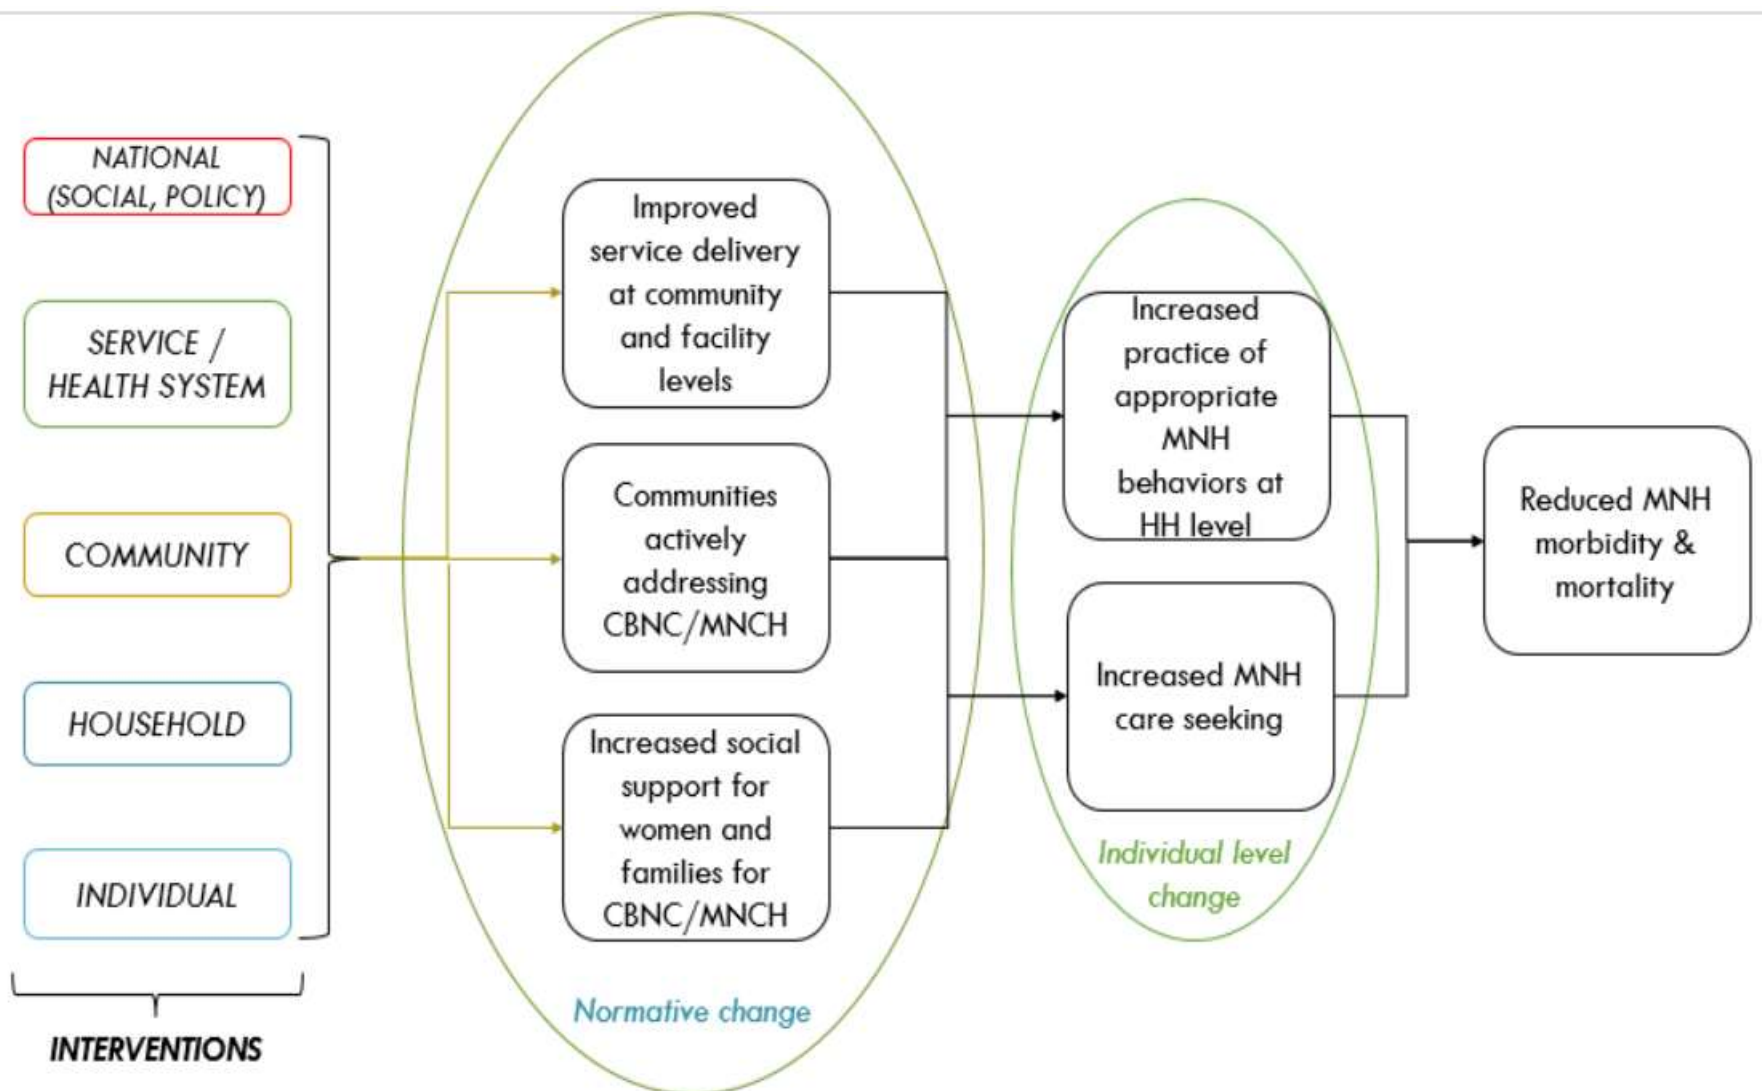 NATIONAL
(SOCIAL, POLICY)
SERVICE /
HEALTH SYSTEM
COMMUNITY
HOUSEHOLD
INDIVIDUAL
INTERVENTIONS
Improved
service delivery
at community
and facility
levels
Communities
actively
addressing
CBNC/MNCH
Increased social
support for
women and
families for
CBNC/MNCH
Normative change
Increased
practice of
appropriate
MNH
behaviors at
HH level
Increased MNH
care seeking
Individual level
change
Reduced MNH
morbidity &
mortality